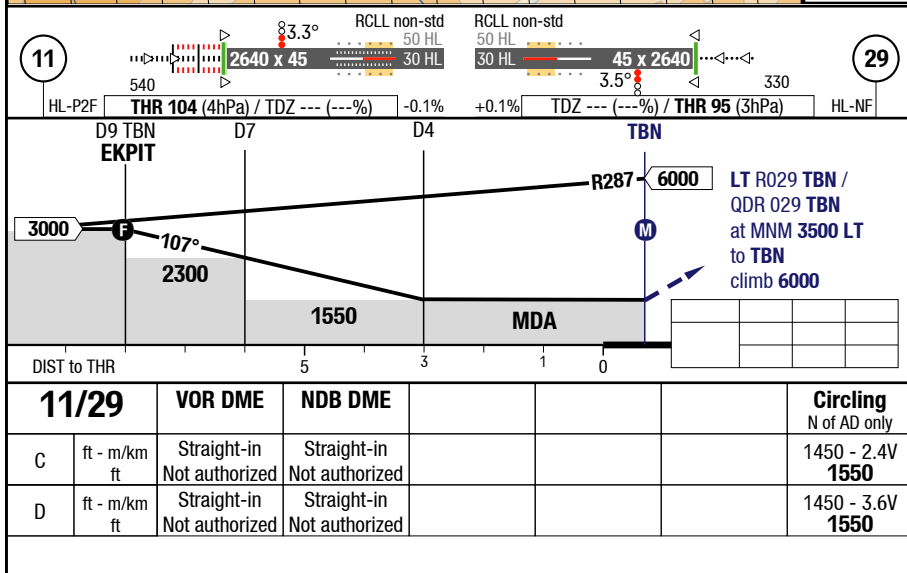 RCLL non-std RCLL non-std
3.3° 50 HL 50 HL
11 2640 x 45 30 HL 30 HL 45 x 2640 29
540 3.5° 330
HL-P2F THR 104 (4hPa) / TDZ --- (---%) -0.1% +0.1% TDZ --- (---%) / THR 95 (3hPa) HL-NF
D9 TBN D7 D4 TBN
EKPIT
R287 6000 LT R029 TBN /
QDR 029 TBN
3000 F 107° M at MNM 3500 LT
to TBN
2300 climb 6000
1550 MDA
DIST to THR 5 3 1 0
11/29 VOR DME NDB DME Circling
N of AD only
C ft - m/km Straight-in Straight-in 1450 - 2.4V
ft Not authorized Not authorized 1550
D ft - m/km Straight-in Straight-in 1450 - 3.6V
ft Not authorized Not authorized 1550